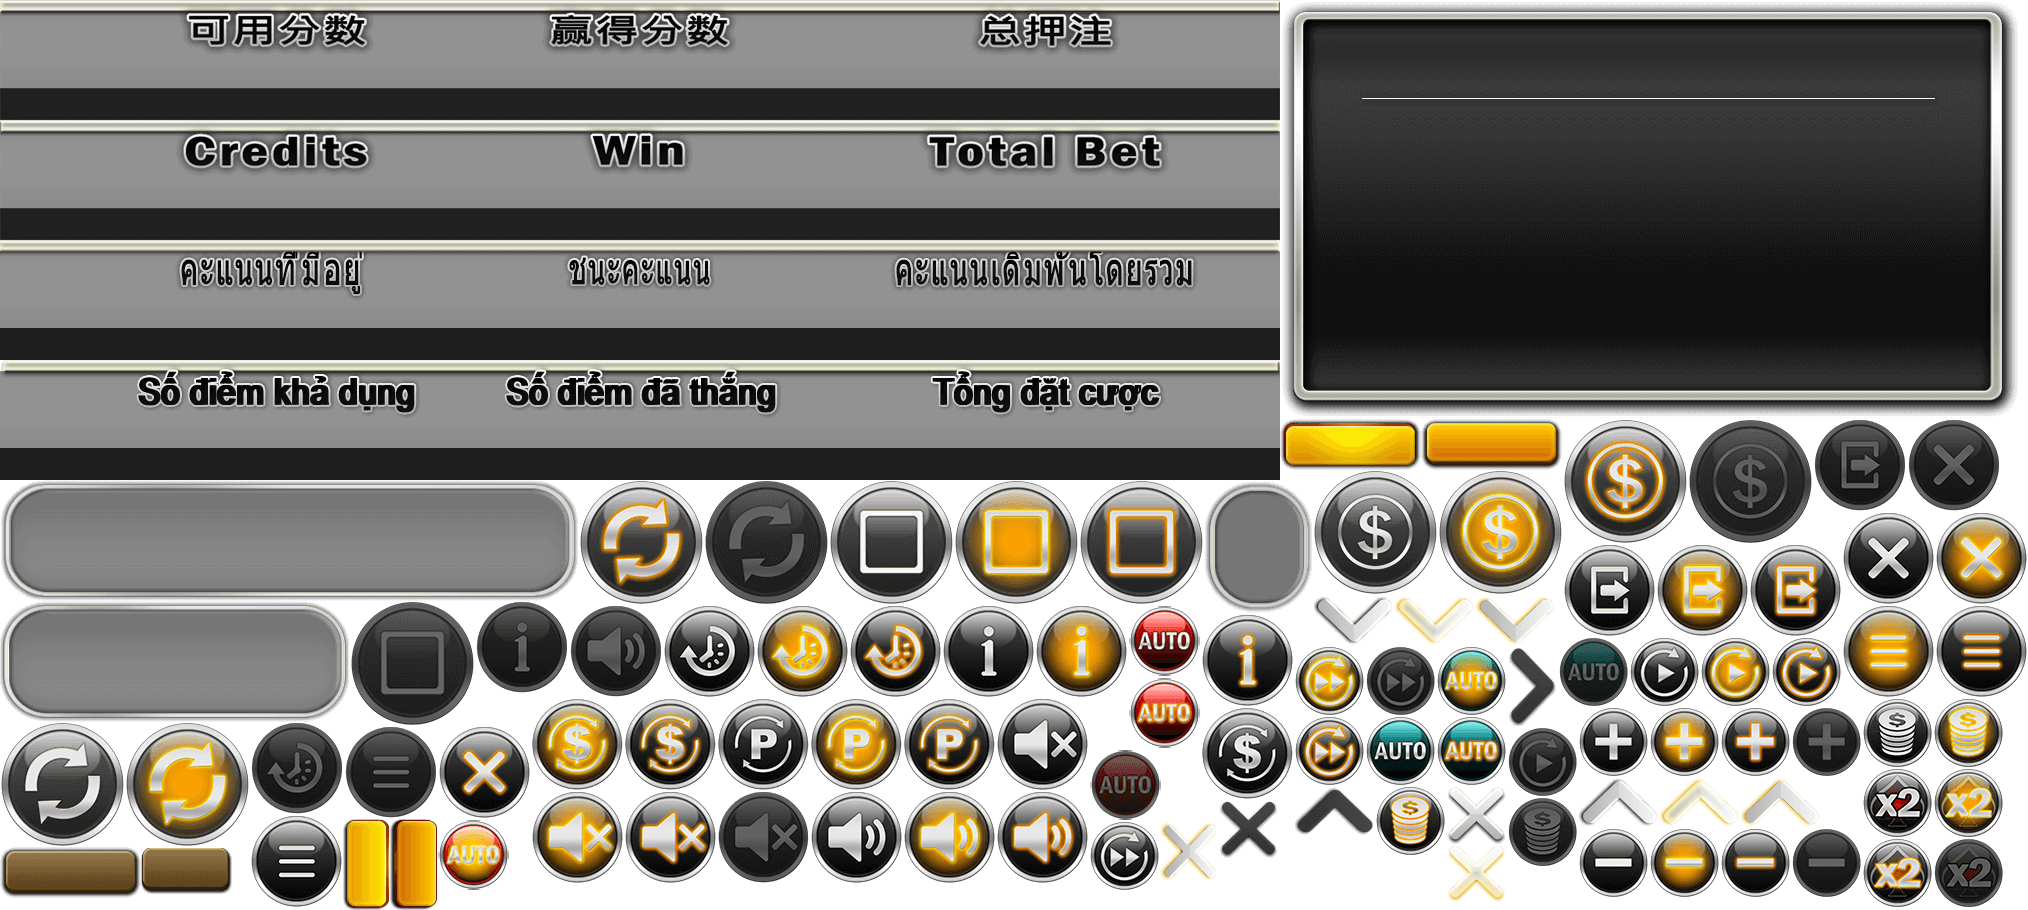 可用分数 赢得分数 总押注
Credits Win Total Bet
คะแนนที่มีอยู่ ชนะคะแนน คะแนนเดิมพันโดยรวม
Số điểm khả dụng Số điểm đã thắng Tổng đặt cược
$ $ $ $
i i i i
AUTO
AUTO
AUTO
AUTO
AUTO
AUTO
AUTO
AUTO
$ $ P P P $
$ $ $ $
x2 x2
x2 x2